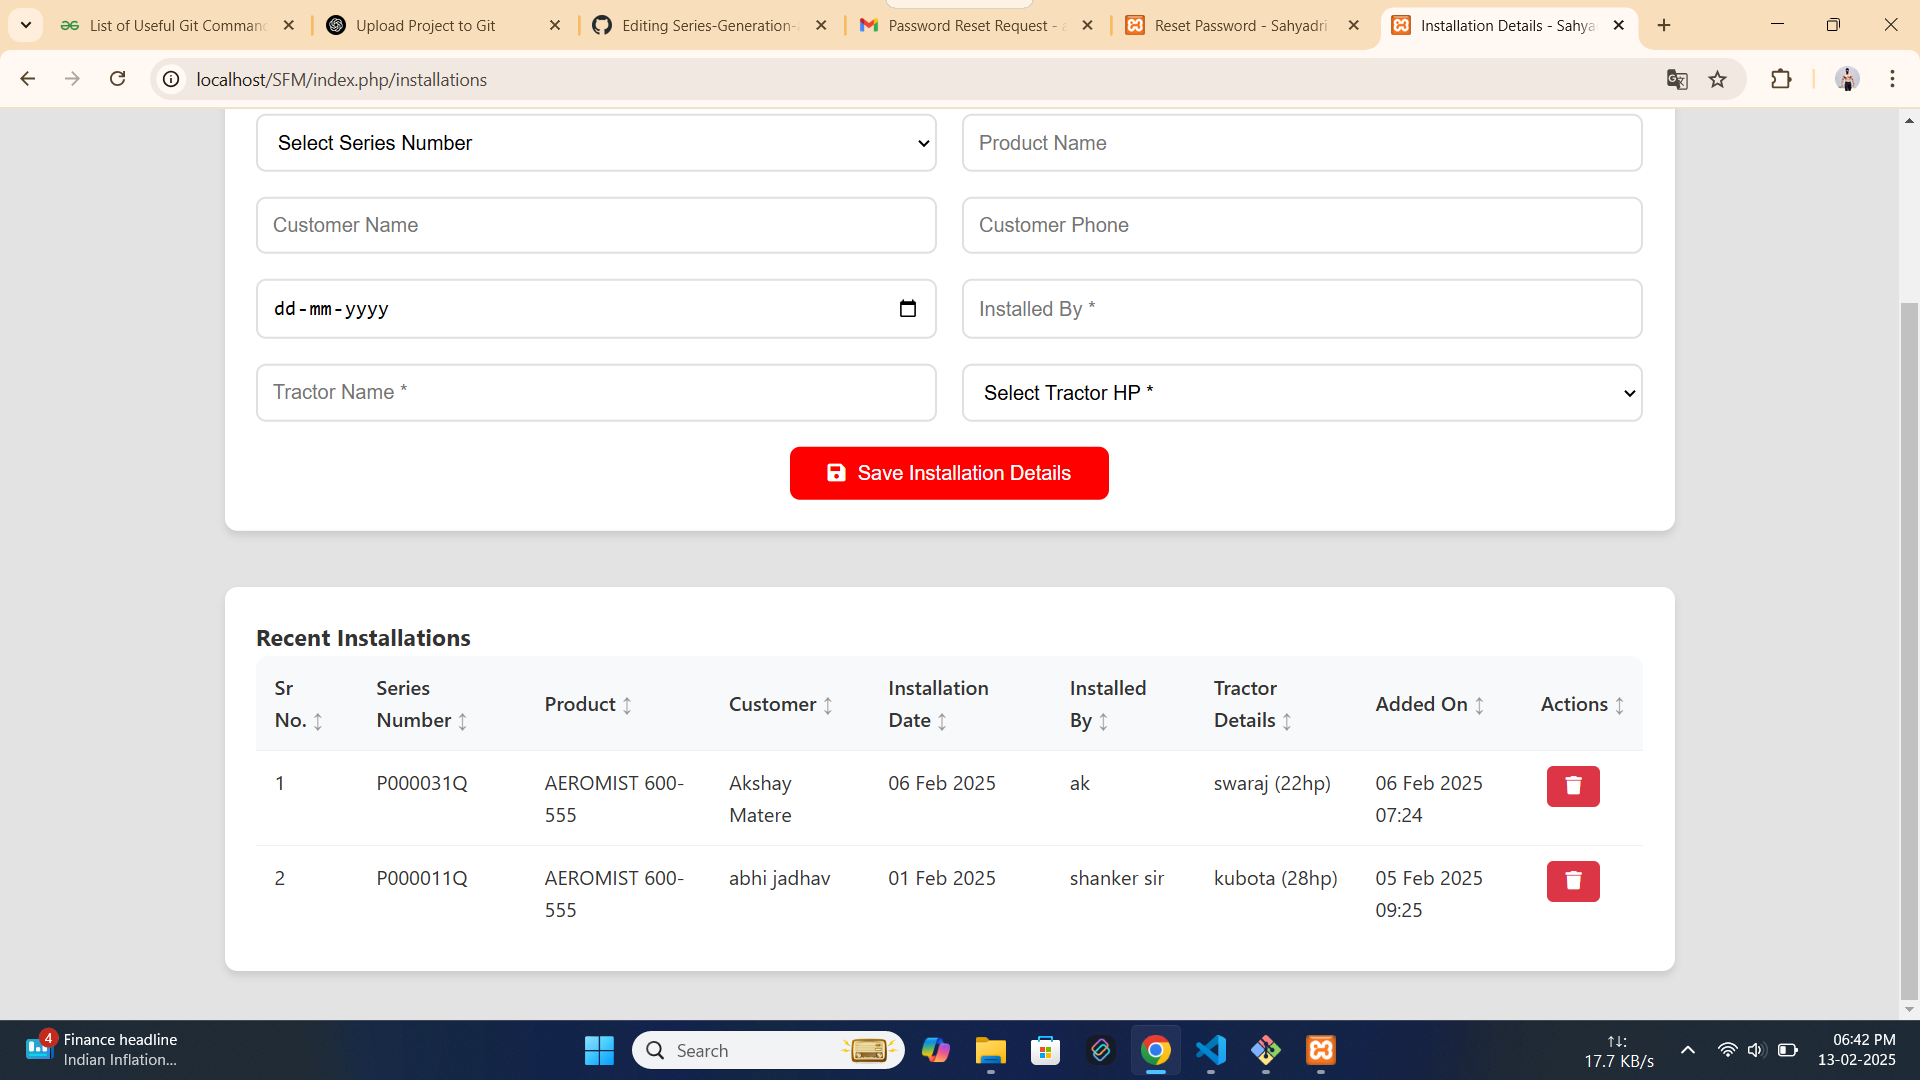 List of Useful Git Comman
Upload Project to Git
Editing Series-Generation-
Password Reset Request - a
Reset Password - Sahyadri
Installation Details - Sahya
localhost/SFM/index.php/installations
Select Series Number
Product Name
Customer Name
Customer Phone
dd-mm-yyyy
Installed By *
Tractor Name *
Select Tractor HP *
Save Installation Details
Recent Installations
Sr No. ↕ Series Number ↕ Product ↕ Customer ↕ Installation Date ↕ Installed By ↕ Tractor Details ↕ Added On ↕ Actions ↕
1 P000031Q AEROMIST 600- Akshay 06 Feb 2025 ak swaraj (22hp) 06 Feb 2025
555 Matere 07:24
2 P000011Q AEROMIST 600- abhi jadhav 01 Feb 2025 shanker sir kubota (28hp) 05 Feb 2025
555 09:25
4
Finance headline
Indian Inflation...
Search
17.7 KB/s
06:42 PM
13-02-2025